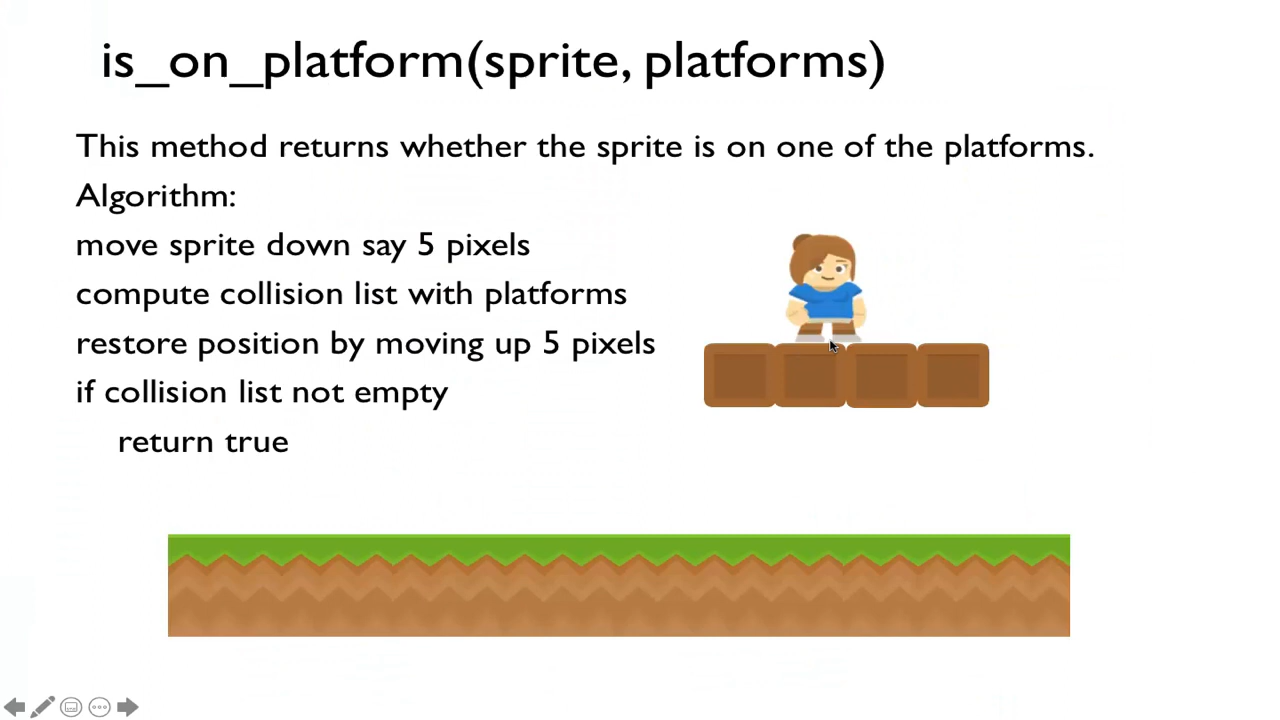 is_on_platform(sprite, platforms)
This method returns whether the sprite is on one of the platforms.
Algorithm:
move sprite down say 5 pixels
compute collision list with platforms
restore position by moving up 5 pixels
if collision list not empty
return true